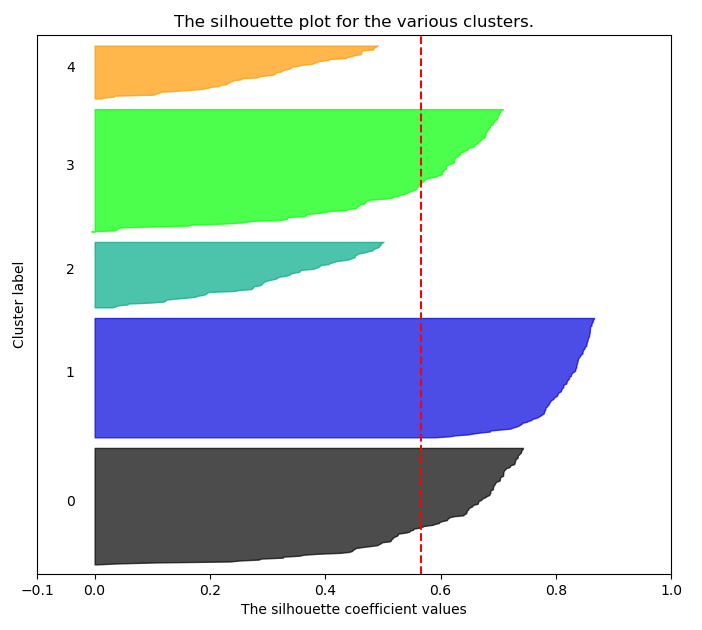 The silhouette plot for the various clusters.
4
3
2
1
0
Cluster label
−0.1 0.0 0.2 0.4 0.6 0.8 1.0
The silhouette coefficient values